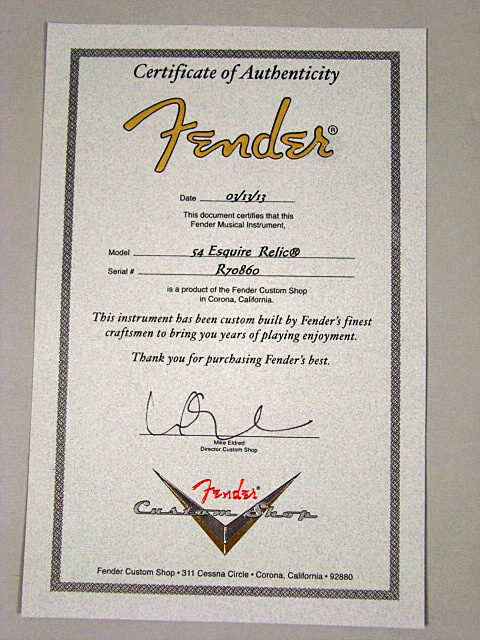 Certificate of Authenticity
Fender®
Date 03/13/13
This document certifies that this
Fender Musical Instrument,
Model 54 Esquire Relic®
Serial # R70860
is a product of the Fender Custom Shop
in Corona, California.
This instrument has been custom built by Fender's finest
craftsmen to bring you years of playing enjoyment.
Thank you for purchasing Fender's best.
Mike Eldred
Director Custom Shop
Fender®
Custom Shop
Fender Custom Shop • 311 Cessna Circle • Corona, California • 92880